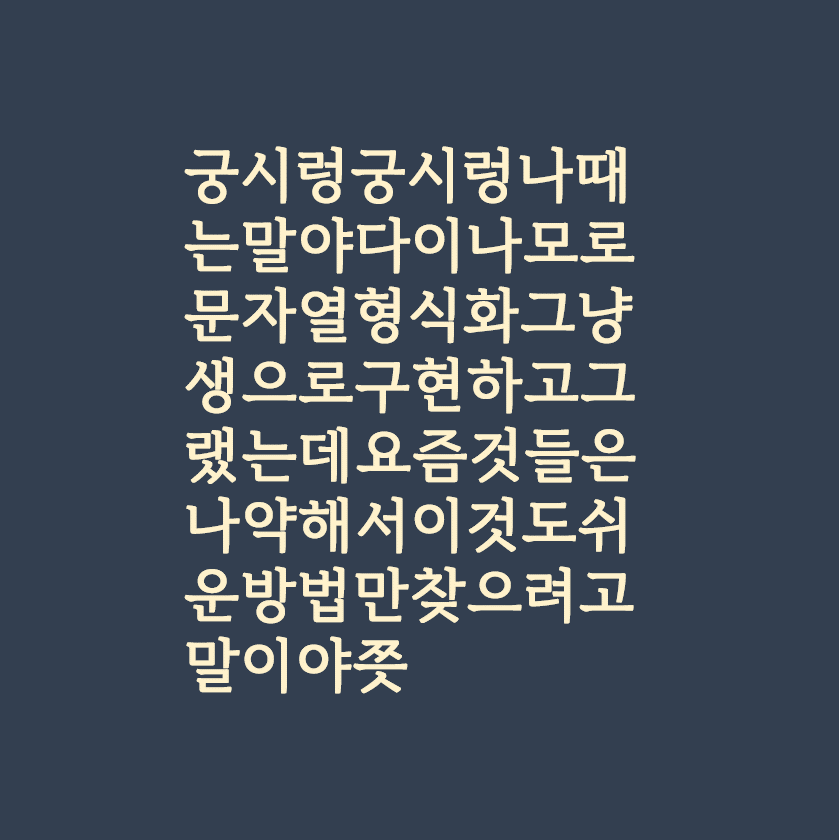 궁시렁궁시렁나때
는말야다이나모로
문자열형식화그냥
생으로구현하고그
랬는데요즘것들은
나약해서이것도쉬
운방법만찾으려고
말이야쯧